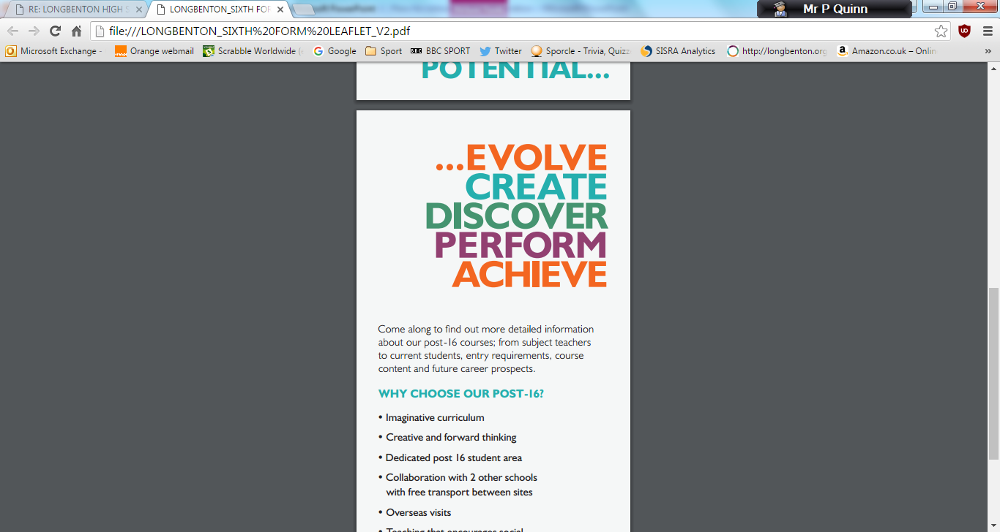 RE: LONGBENTON HIGH S
LONGBENTON_SIXTH FOR
Mr P Quinn
file:///LONGBENTON_SIXTH%20FORM%20LEAFLET_V2.pdf
Microsoft Exchange -
Orange webmail
Scrabble Worldwide (
Google
Sport
BBC SPORT
Twitter
Sporcle - Trivia, Quizz
SISRA Analytics
http://longbenton.org
Amazon.co.uk – Onlin
POTENTIAL...
...EVOLVE
CREATE
DISCOVER
PERFORM
ACHIEVE
Come along to find out more detailed information
about our post-16 courses; from subject teachers
to current students, entry requirements, course
content and future career prospects.
WHY CHOOSE OUR POST-16?
• Imaginative curriculum
• Creative and forward thinking
• Dedicated post 16 student area
• Collaboration with 2 other schools
with free transport between sites
• Overseas visits
• Teaching that encourages social